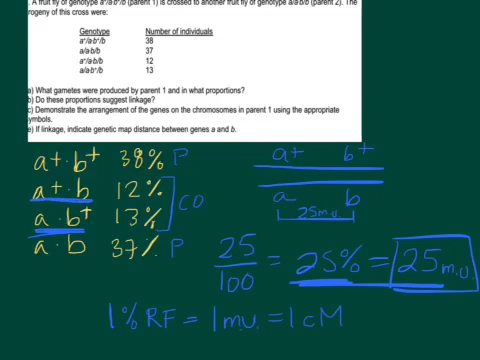 . A fruit fly of genotype a⁺/a b⁺/b (parent 1) is crossed to another fruit fly of genotype a/a b/b (parent 2). The
rogeny of this cross were:
Genotype Number of individuals
a⁺/a b⁺/b 38
a/a b/b 37
a⁺/a b/b 12
a/a b⁺/b 13
a) What gametes were produced by parent 1 and in what proportions?
b) Do these proportions suggest linkage?
c) Demonstrate the arrangement of the genes on the chromosomes in parent 1 using the appropriate
symbols.
e) If linkage, indicate genetic map distance between genes a and b.
a+ · b+ 38% P
a+ · b 12%
a · b+ 13%
CO
a · b 37% P
a+ b+
a b
25 m.u.
25/100 = 25% = 25 m.u.
1% RF = 1 m.u. = 1 cM